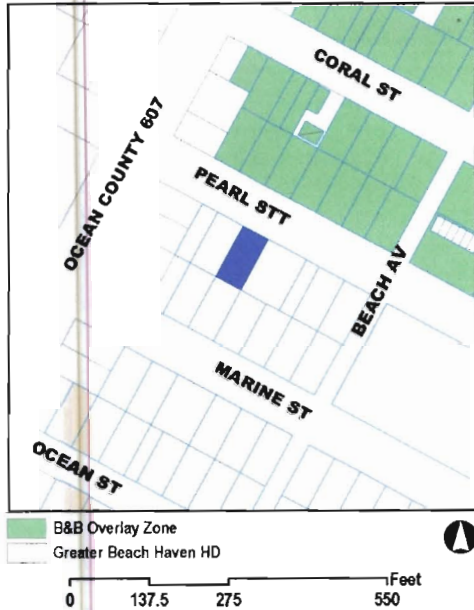 CORAL ST
OCEAN COUNTY 607
PEARL STT
BEACH AV
MARINE ST
OCEAN ST
B&B Overlay Zone
Greater Beach Haven HD
Feet
0 137.5 275 550